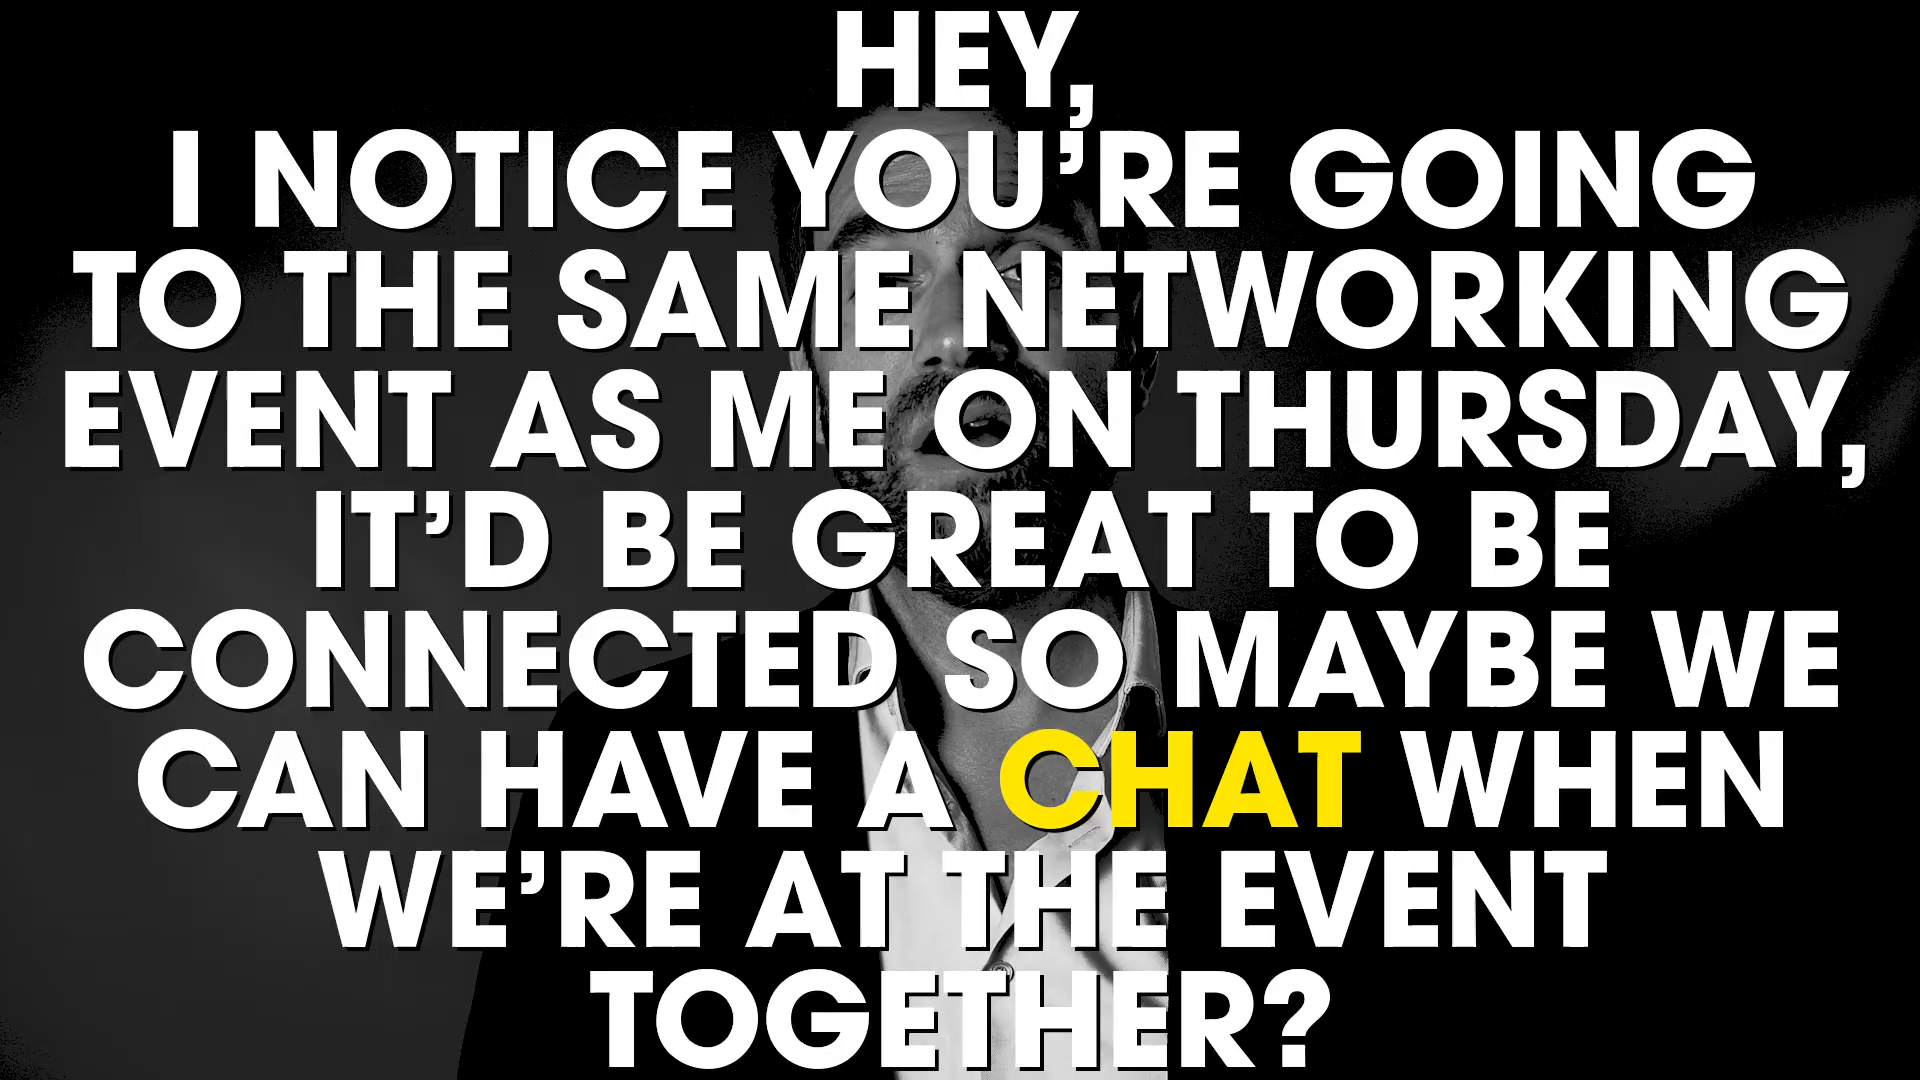 HEY,
I NOTICE YOU’RE GOING
TO THE SAME NETWORKING
EVENT AS ME ON THURSDAY,
IT’D BE GREAT TO BE
CONNECTED SO MAYBE WE
CAN HAVE A CHAT WHEN
WE’RE AT THE EVENT
TOGETHER?